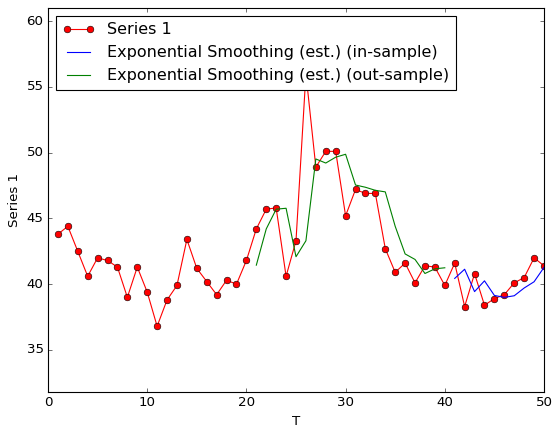 Series 1
Exponential Smoothing (est.) (in-sample)
Exponential Smoothing (est.) (out-sample)
60
55
50
45
40
35
Series 1
0 10 20 30 40 50
T